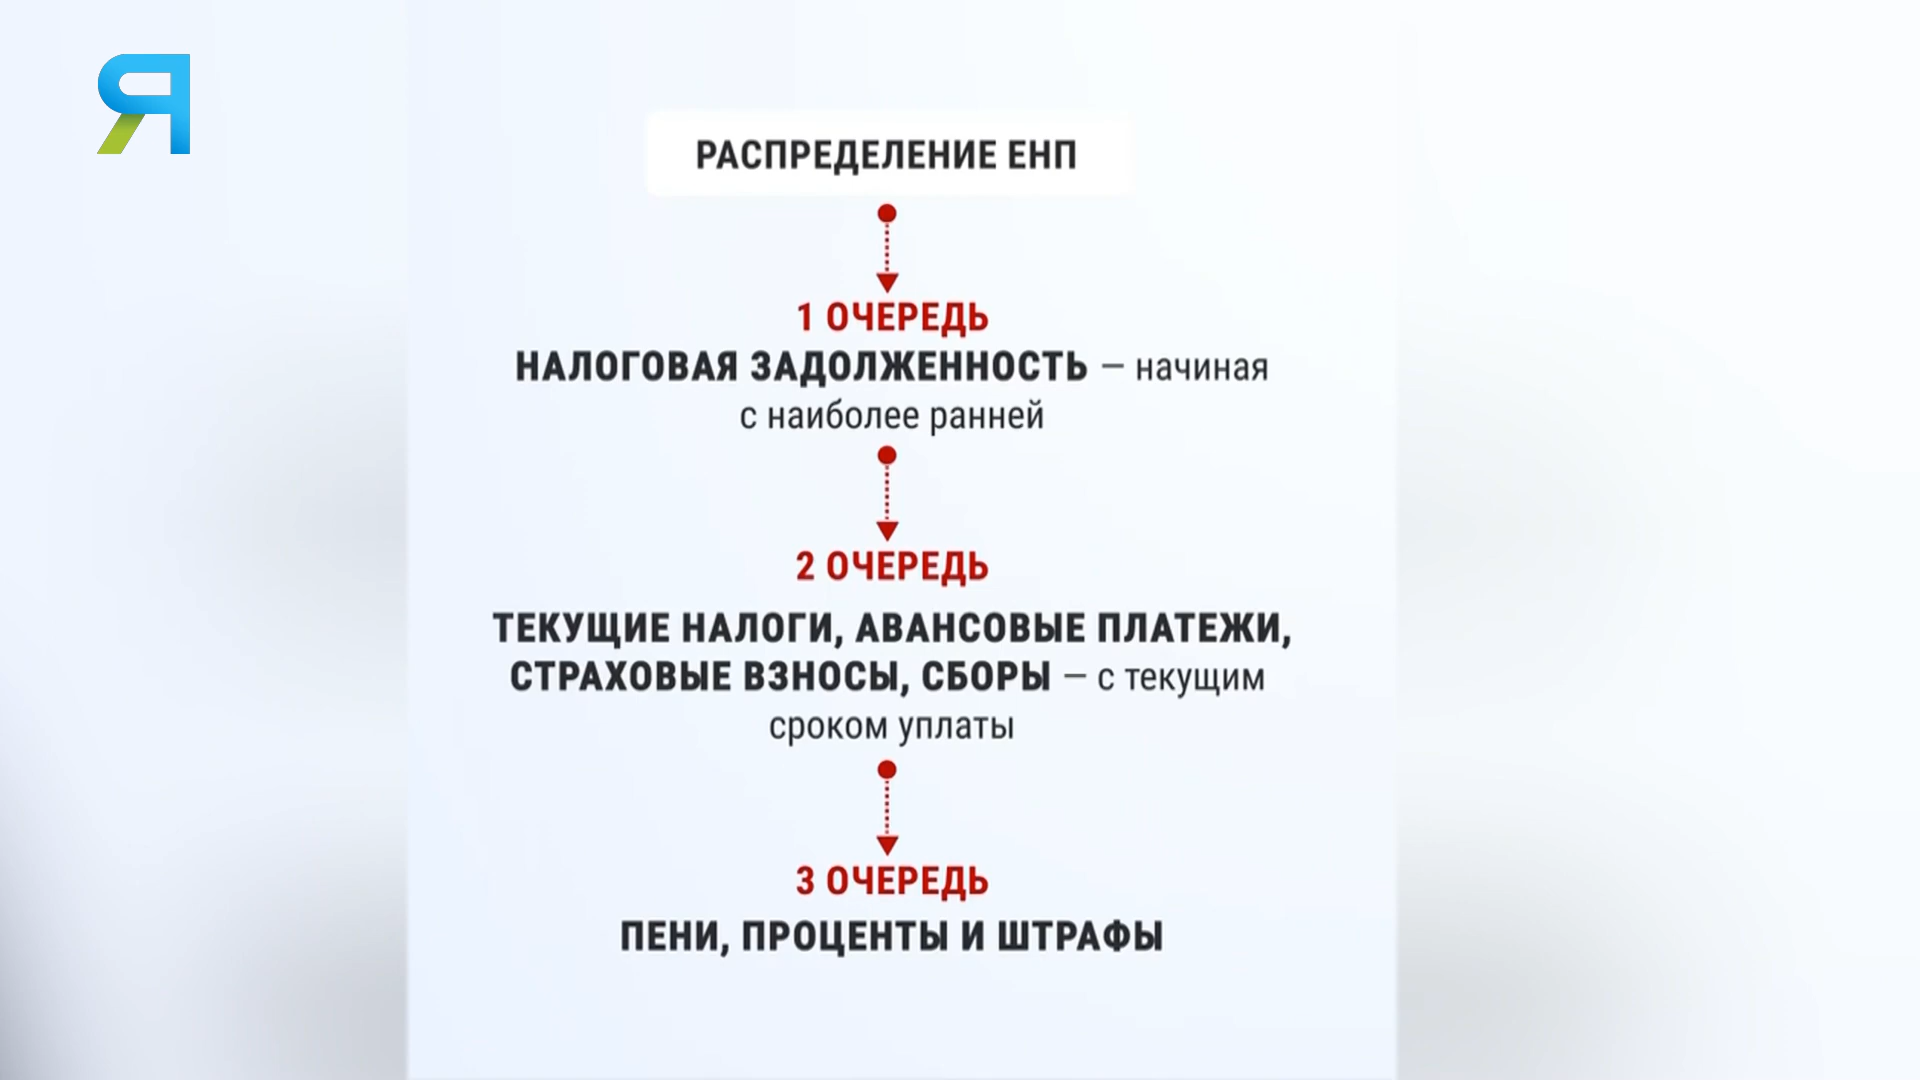 Я
РАСПРЕДЕЛЕНИЕ ЕНП
1 ОЧЕРЕДЬ
НАЛОГОВАЯ ЗАДОЛЖЕННОСТЬ — начиная
с наиболее ранней
2 ОЧЕРЕДЬ
ТЕКУЩИЕ НАЛОГИ, АВАНСОВЫЕ ПЛАТЕЖИ,
СТРАХОВЫЕ ВЗНОСЫ, СБОРЫ — с текущим
сроком уплаты
3 ОЧЕРЕДЬ
ПЕНИ, ПРОЦЕНТЫ И ШТРАФЫ